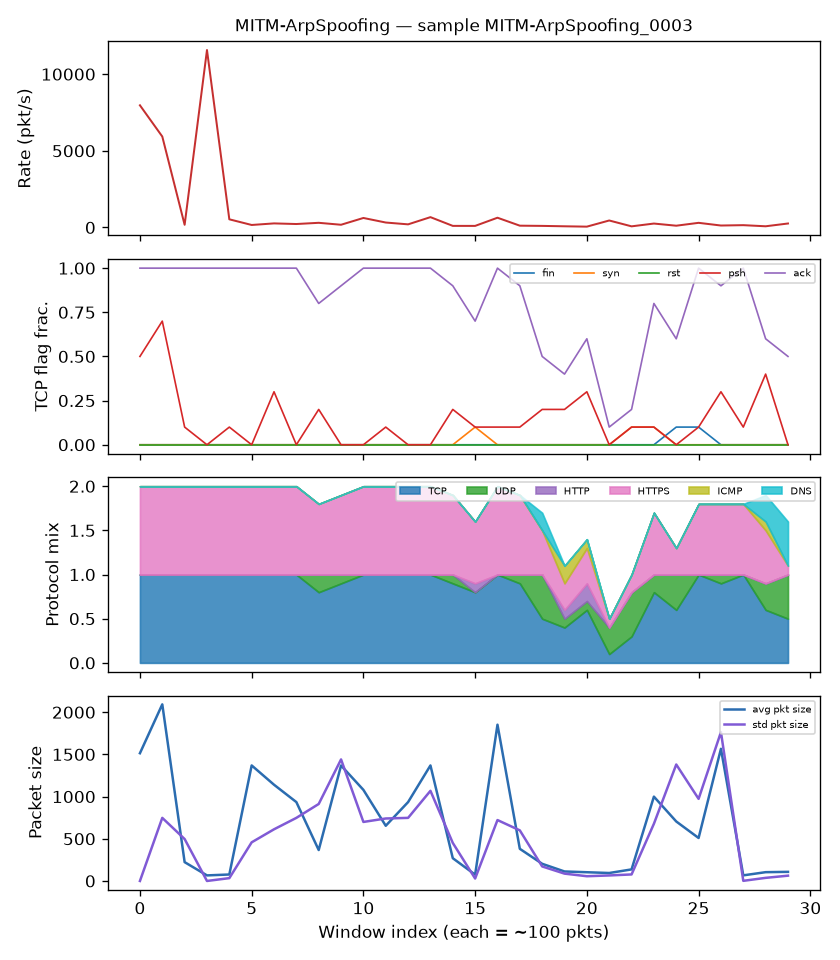 MITM-ArpSpoofing — sample MITM-ArpSpoofing_0003
Rate (pkt/s)
10000
5000
0
TCP flag frac.
1.00
0.75
0.50
0.25
0.00
fin syn rst psh ack
Protocol mix
2.0
1.5
1.0
0.5
0.0
TCP UDP HTTP HTTPS ICMP DNS
Packet size
2000
1500
1000
500
0
avg pkt size
std pkt size
0 5 10 15 20 25 30
Window index (each = ~100 pkts)